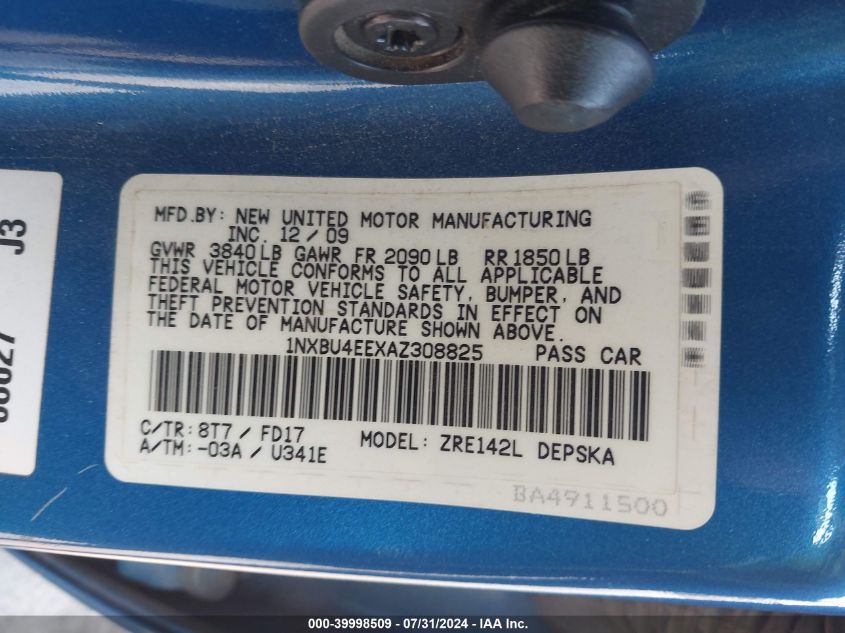 J3
MFD.BY: NEW UNITED MOTOR MANUFACTURING
INC. 12/09
GVWR 3840LB GAWR FR 2090LB RR 1850LB
THIS VEHICLE CONFORMS TO ALL APPLICABLE
FEDERAL MOTOR VEHICLE SAFETY, BUMPER, AND
THEFT PREVENTION STANDARDS IN EFFECT ON
THE DATE OF MANUFACTURE SHOWN ABOVE.
1NXBU4EEXAZ308825 PASS CAR
C/TR: 8T7 / FD17 MODEL: ZRE142L DEPSKA
A/TM: -03A / U341E
BA4911500
000-39998509 / 07/31/2024 - IAA Inc.